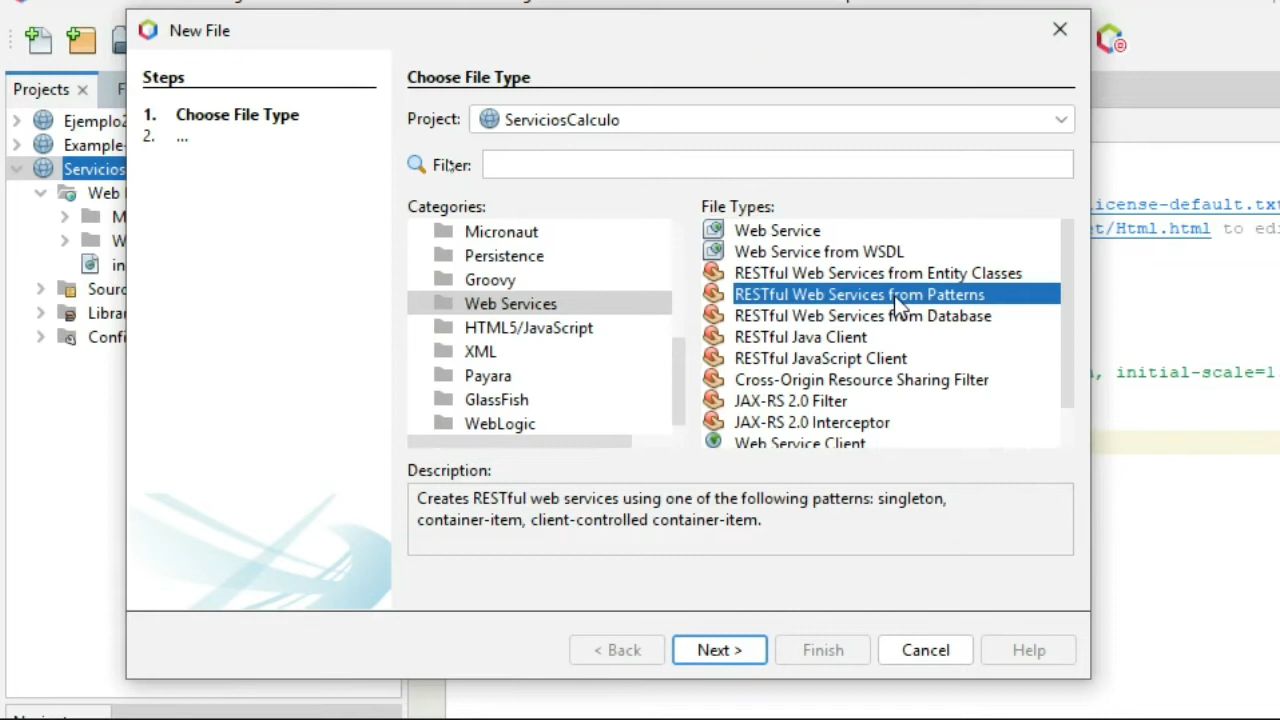 New File
Steps
Choose File Type
1. Choose File Type
2. ...
Project: ServiciosCalculo
Filter:
Categories:
File Types:
Micronaut
Persistence
Groovy
Web Services
HTML5/JavaScript
XML
Payara
GlassFish
WebLogic
Web Service
Web Service from WSDL
RESTful Web Services from Entity Classes
RESTful Web Services from Patterns
RESTful Web Services from Database
RESTful Java Client
RESTful JavaScript Client
Cross-Origin Resource Sharing Filter
JAX-RS 2.0 Filter
JAX-RS 2.0 Interceptor
Web Service Client
Description:
Creates RESTful web services using one of the following patterns: singleton,
container-item, client-controlled container-item.
< Back
Next >
Finish
Cancel
Help
Projects
F
Ejemplo2
Example-
Servicios
Web
M
W
in
Sourc
Libra
Confi
icense-default.txt
et/Html.html to edi
, initial-scale=1.